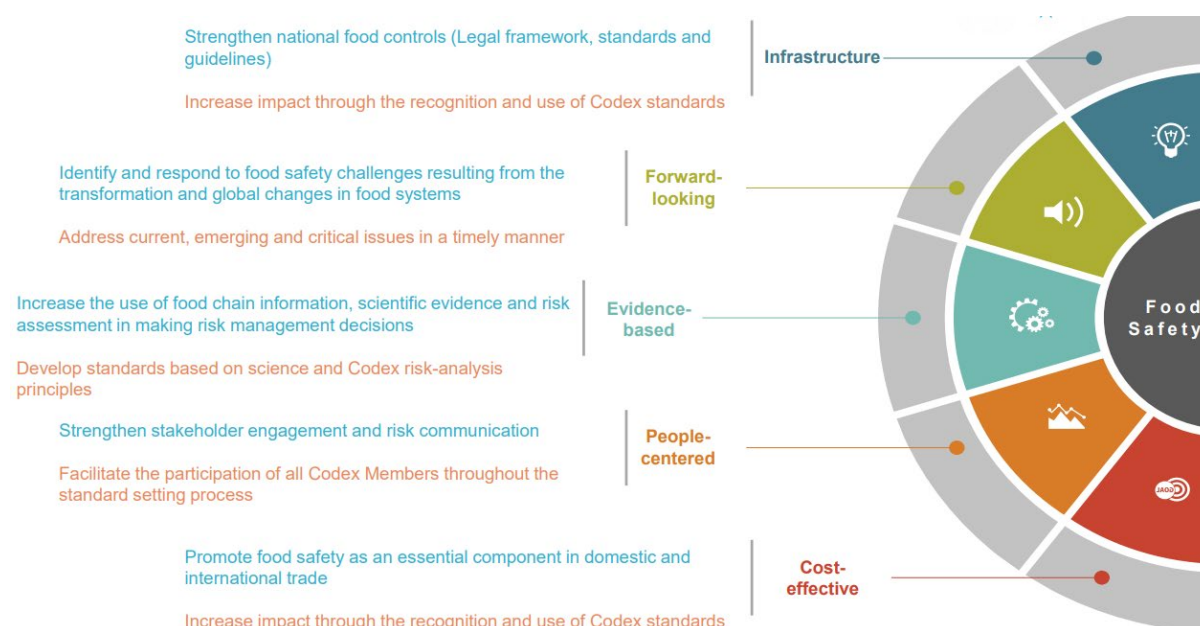 Strengthen national food controls (Legal framework, standards and
guidelines)
Increase impact through the recognition and use of Codex standards
Infrastructure
Identify and respond to food safety challenges resulting from the
transformation and global changes in food systems
Address current, emerging and critical issues in a timely manner
Forward-
looking
Increase the use of food chain information, scientific evidence and risk
assessment in making risk management decisions
Develop standards based on science and Codex risk-analysis
principles
Evidence-
based
Strengthen stakeholder engagement and risk communication
Facilitate the participation of all Codex Members throughout the
standard setting process
People-
centered
Promote food safety as an essential component in domestic and
international trade
Increase impact through the recognition and use of Codex standards
Cost-
effective
Food
Safety
GOAL